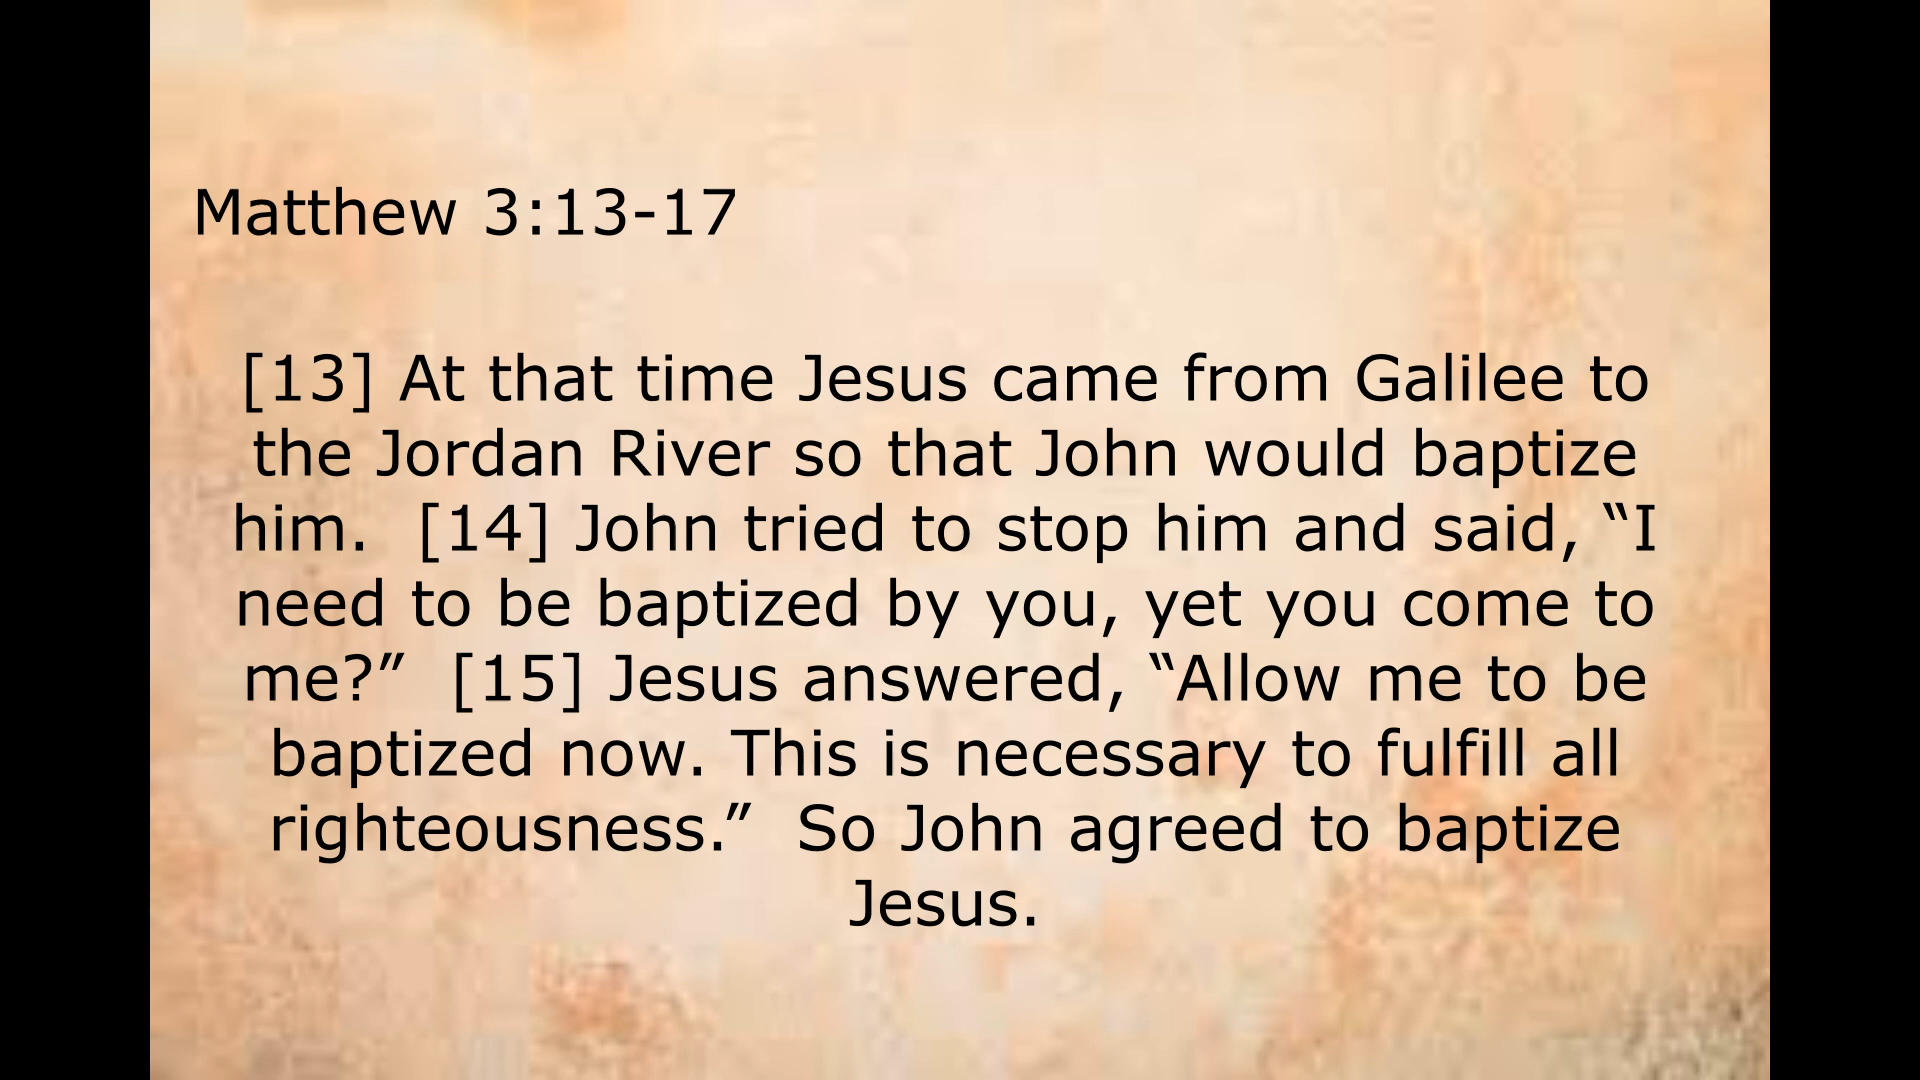 Matthew 3:13-17
[13] At that time Jesus came from Galilee to
the Jordan River so that John would baptize
him.  [14] John tried to stop him and said, “I
need to be baptized by you, yet you come to
me?”  [15] Jesus answered, “Allow me to be
baptized now. This is necessary to fulfill all
righteousness.”  So John agreed to baptize
Jesus.